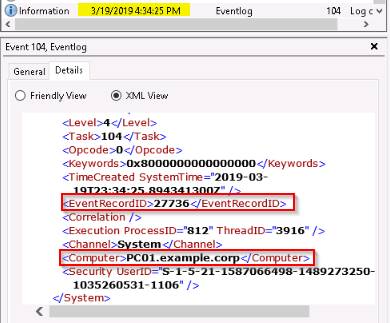 Information 3/19/2019 4:34:25 PM Eventlog 104 Log c
Event 104, Eventlog
General Details
Friendly View XML View
<Level>4</Level>
<Task>104</Task>
<Opcode>0</Opcode>
<Keywords>0x8000000000000000</Keywords>
<TimeCreated SystemTime="2019-03-
19T23:34:25.894341300Z" />
<EventRecordID>27736</EventRecordID>
<Correlation />
<Execution ProcessID="812" ThreadID="3916" />
<Channel>System</Channel>
<Computer>PC01.example.corp</Computer>
<Security UserID="S-1-5-21-1587066498-1489273250-
1035260531-1106" />
</System>